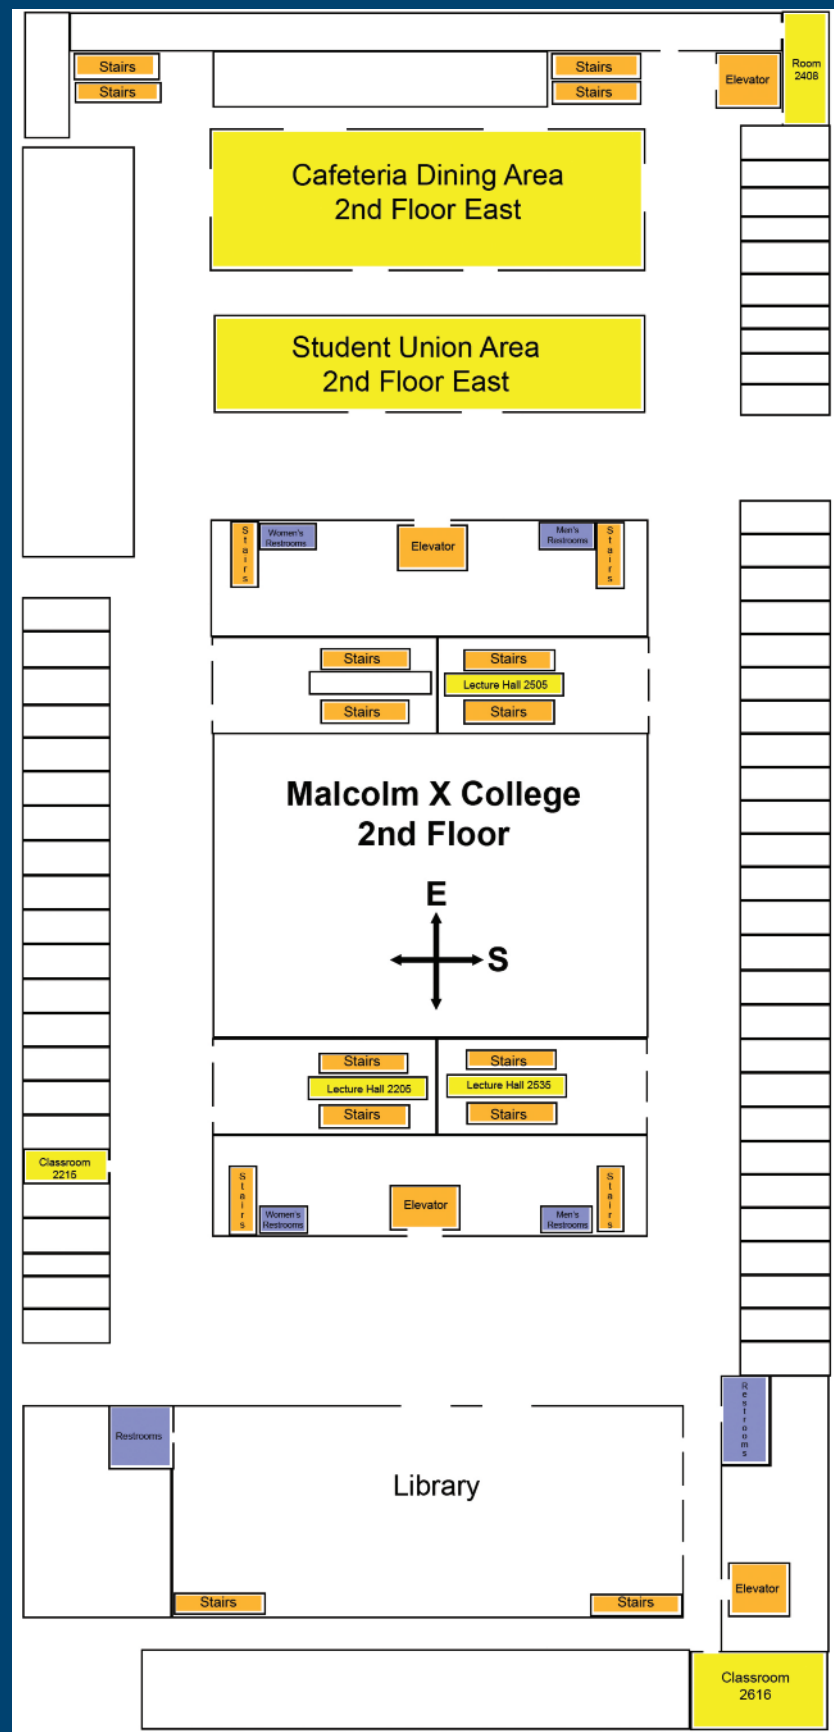 Stairs
Stairs
Stairs
Stairs
Elevator
Room
2408
Cafeteria Dining Area
2nd Floor East
Student Union Area
2nd Floor East
Stairs
Women's
Restrooms
Elevator
Men's
Restrooms
Stairs
Stairs
Stairs
Lecture Hall 2505
Stairs
Stairs
Malcolm X College
2nd Floor
E
S
Stairs
Stairs
Lecture Hall 2205
Lecture Hall 2535
Stairs
Stairs
Classroom
2215
Stairs
Women's
Restrooms
Elevator
Men's
Restrooms
Stairs
Restrooms
Restrooms
Library
Elevator
Stairs
Stairs
Classroom
2616